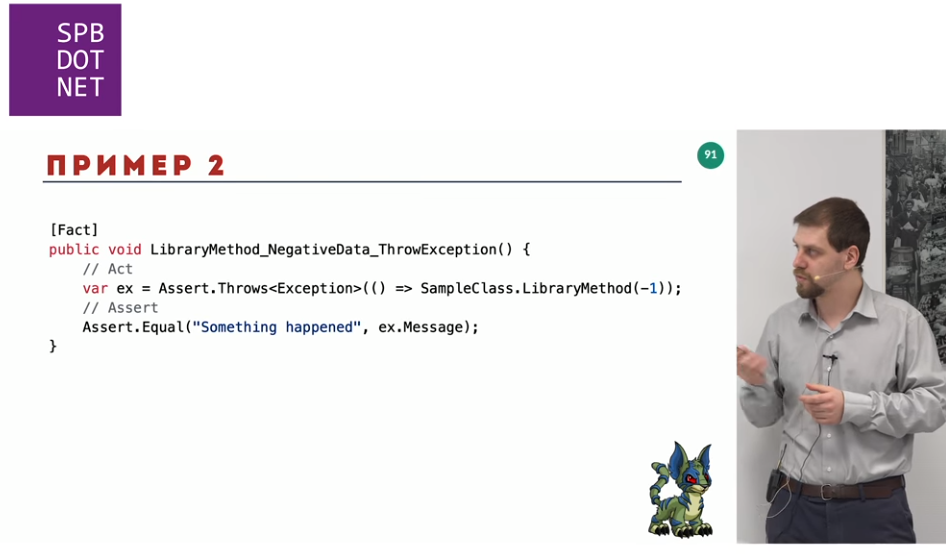 SPB
DOT
NET
ПРИМЕР 2
91
[Fact]
public void LibraryMethod_NegativeData_ThrowException() {
    // Act
    var ex = Assert.Throws<Exception>(() => SampleClass.LibraryMethod(-1));
    // Assert
    Assert.Equal("Something happened", ex.Message);
}